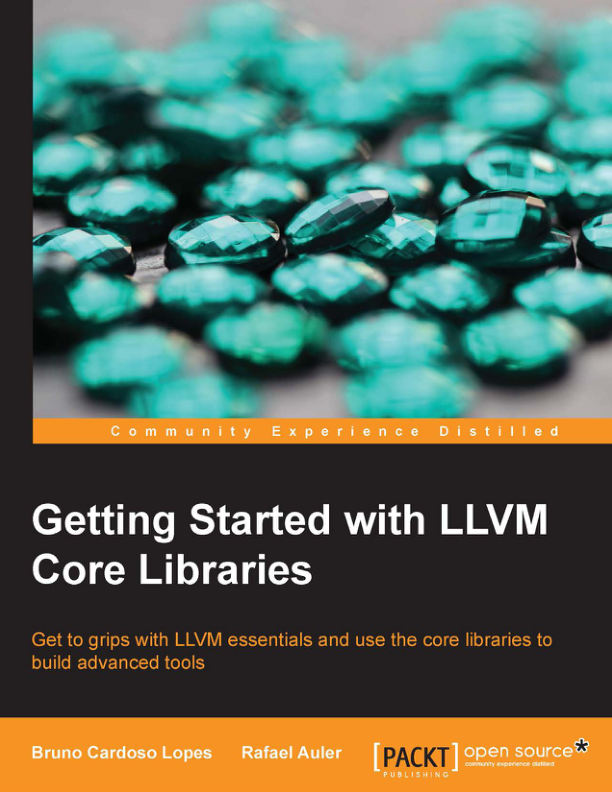 Community Experience Distilled
Getting Started with LLVM
Core Libraries
Get to grips with LLVM essentials and use the core libraries to
build advanced tools
Bruno Cardoso Lopes Rafael Auler
[PACKT] open source*
PUBLISHING community experience distilled